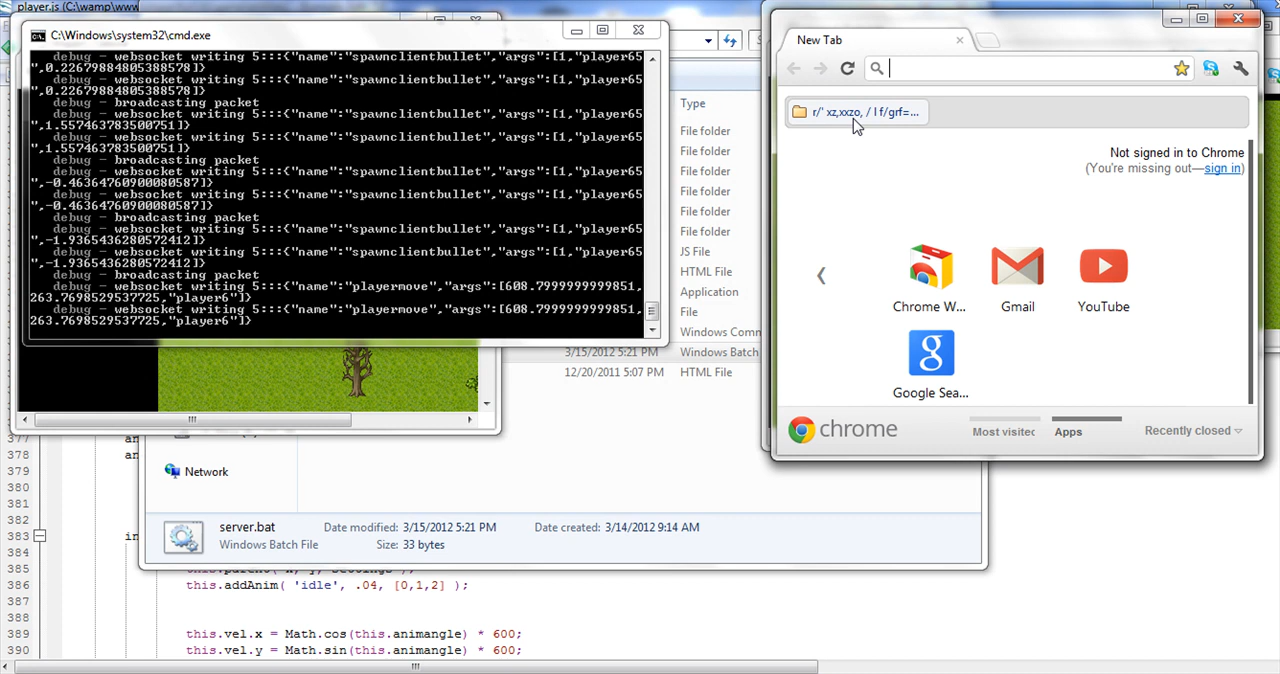 player.js (C:\wamp\www
C:\Windows\system32\cmd.exe
debug - websocket writing 5:::{"name":"spawnclientbullet","args":[1,"player65
",0.226798848053885​78]}
debug - websocket writing 5:::{"name":"spawnclientbullet","args":[1,"player65
",0.22679884805388578]}
debug - broadcasting packet
debug - websocket writing 5:::{"name":"spawnclientbullet","args":[1,"player65
",1.557463783500751]}
debug - websocket writing 5:::{"name":"spawnclientbullet","args":[1,"player65
",1.557463783500751]}
debug - broadcasting packet
debug - websocket writing 5:::{"name":"spawnclientbullet","args":[1,"player65
",-0.46364760900080587]}
debug - websocket writing 5:::{"name":"spawnclientbullet","args":[1,"player65
",-0.46364760900080587]}
debug - broadcasting packet
debug - websocket writing 5:::{"name":"spawnclientbullet","args":[1,"player65
",-1.9365436280572412]}
debug - websocket writing 5:::{"name":"spawnclientbullet","args":[1,"player65
",-1.9365436280572412]}
debug - broadcasting packet
debug - websocket writing 5:::{"name":"playermove","args":[608.7999999999851,
263.7698529537725,"player6"]}
debug - websocket writing 5:::{"name":"playermove","args":[608.7999999999851,
263.7698529537725,"player6"]}
Type
File folder
File folder
File folder
File folder
File folder
File folder
JS File
HTML File
Application
File
Windows Comm
3/15/2012 5:21 PM Windows Batch
12/20/2011 5:07 PM HTML File
New Tab
r/' xz,xxzo, / l f/grf=...
Not signed in to Chrome
(You're missing out—sign in)
Chrome W...
Gmail
YouTube
Google Sea...
chrome
Most visited
Apps
Recently closed
Network
server.bat Date modified: 3/15/2012 5:21 PM Date created: 3/14/2012 9:14 AM
Windows Batch File Size: 33 bytes
377 an
378 an
379
380
381
382
383 in
384
385
386 this.addAnim( 'idle', .04, [0,1,2] );
387
388
389 this.vel.x = Math.cos(this.animangle) * 600;
390 this.vel.y = Math.sin(this.animangle) * 600;